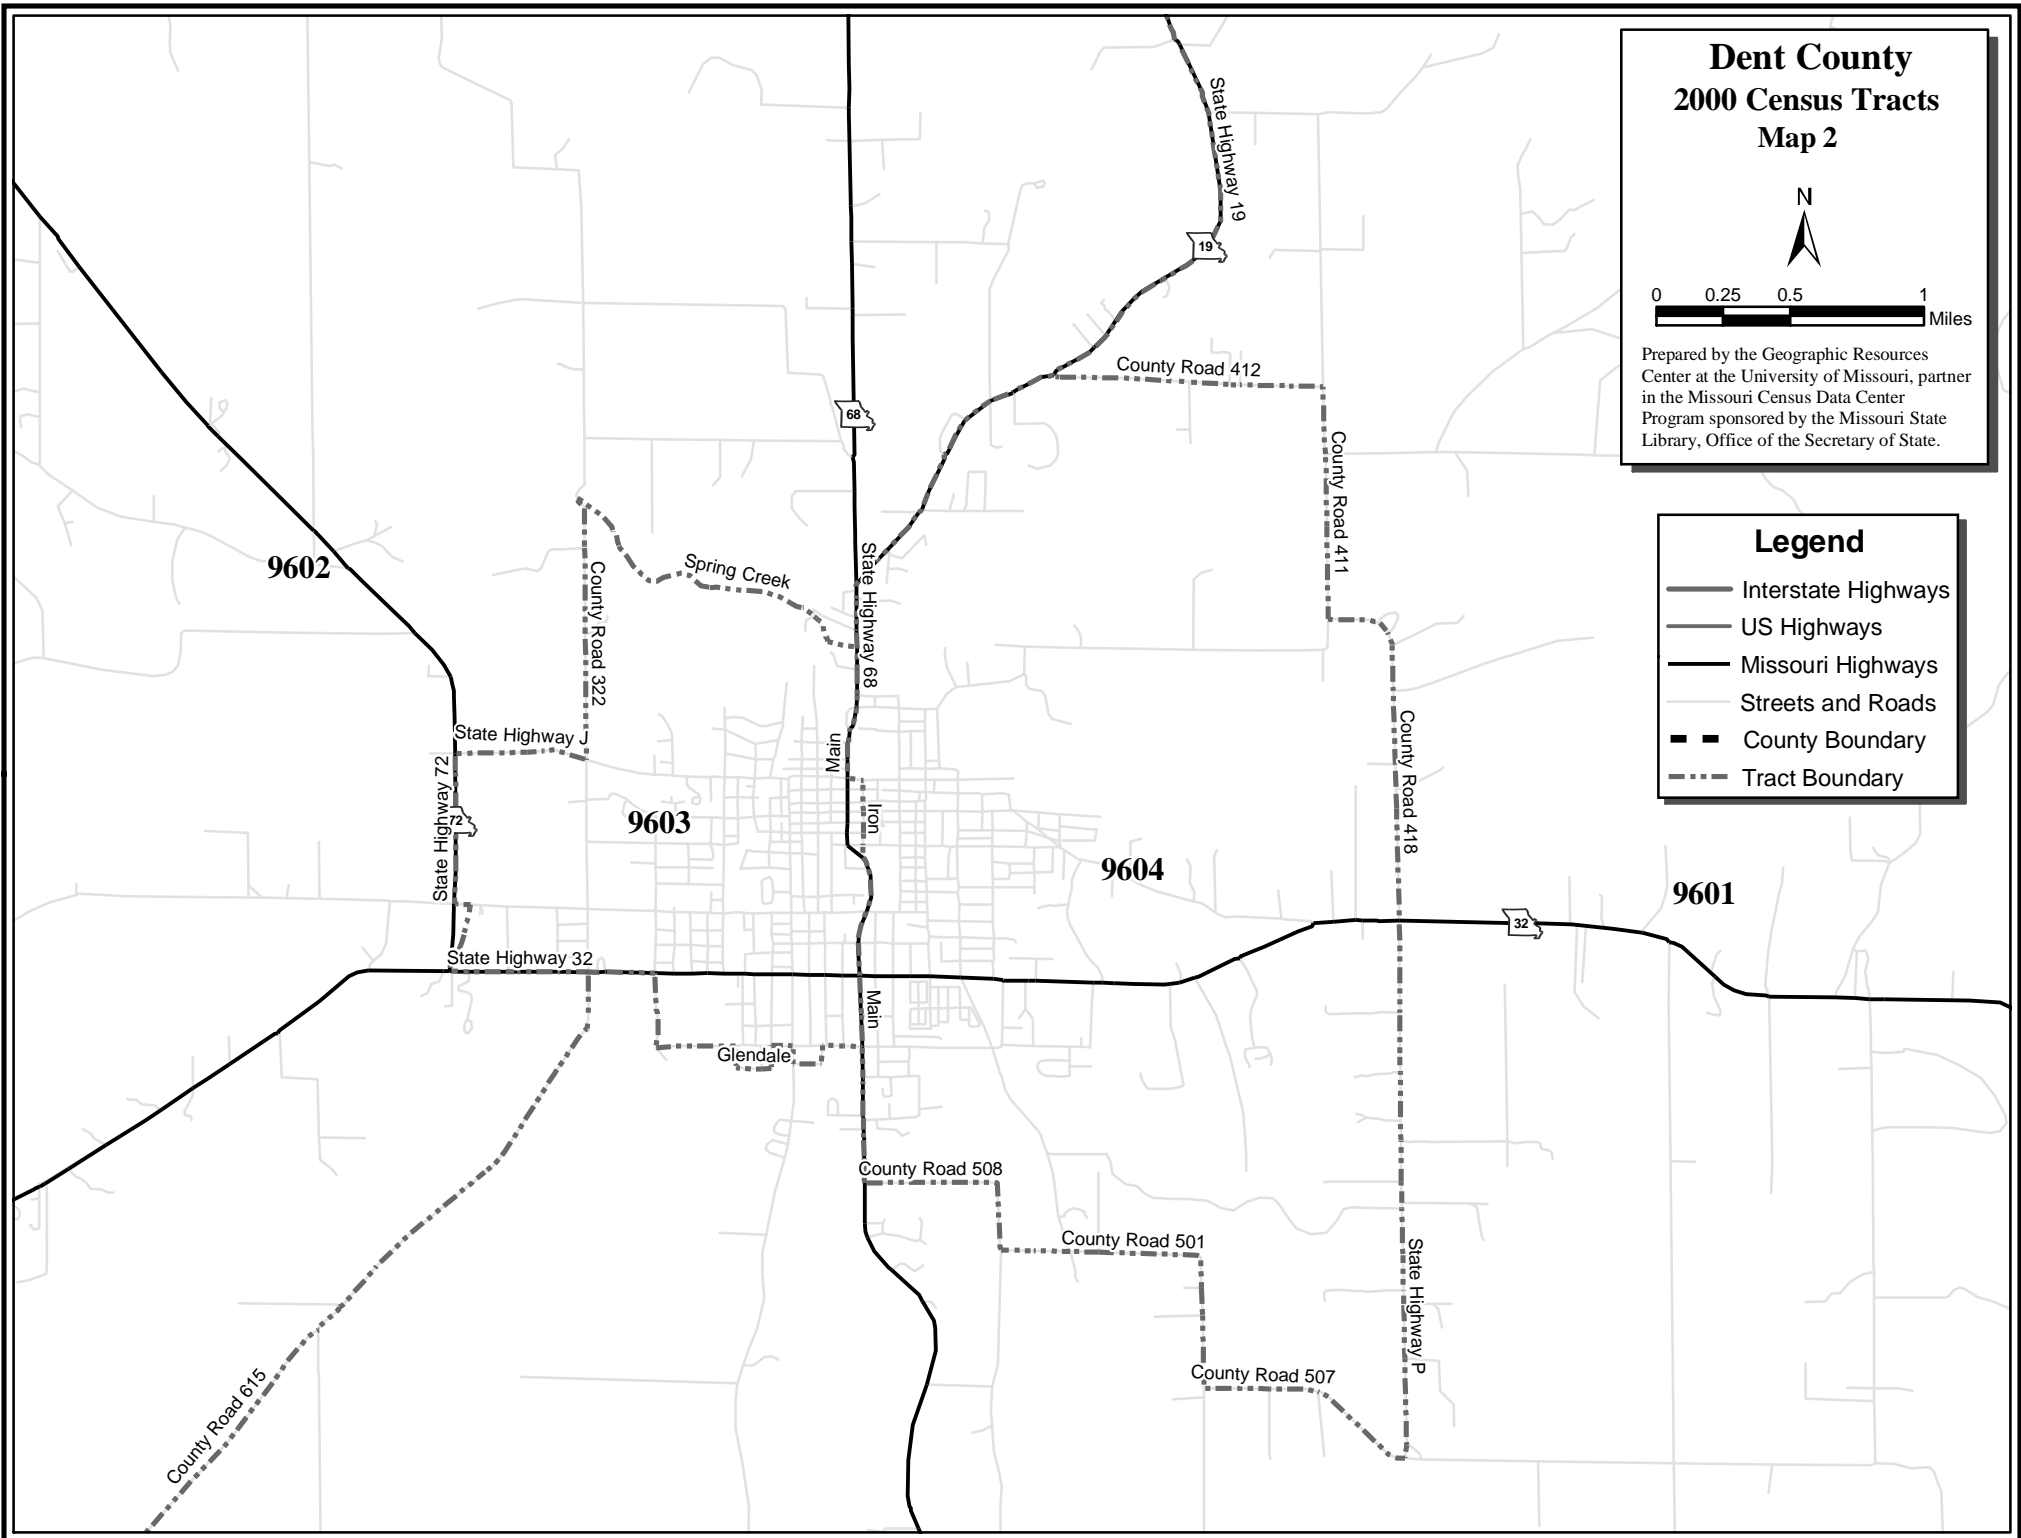 Dent County
2000 Census Tracts
Map 2
N
0 0.25 0.5 1
Miles
Prepared by the Geographic Resources
Center at the University of Missouri, partner
in the Missouri Census Data Center
Program sponsored by the Missouri State
Library, Office of the Secretary of State.
Legend
Interstate Highways
US Highways
Missouri Highways
Streets and Roads
County Boundary
Tract Boundary
State Highway 19
19
County Road 412
68
County Road 411
9602
Spring Creek
State Highway 68
County Road 322
State Highway J
Main
County Road 418
State Highway 72
72
9603
Iron
9604
9601
32
State Highway 32
Main
Glendale
County Road 508
County Road 501
State Highway P
County Road 507
County Road 615